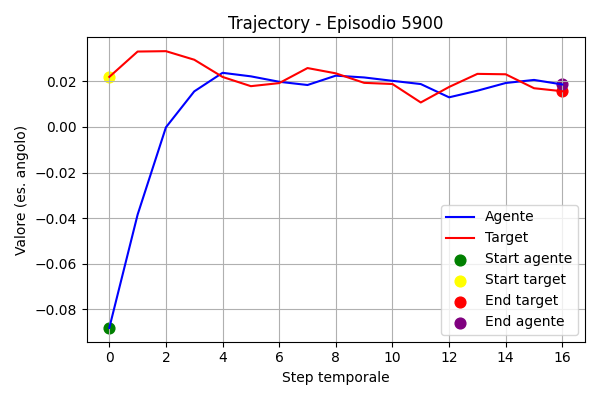 Trajectory - Episodio 5900
Valore (es. angolo)
0.02
0.00
−0.02
−0.04
−0.06
−0.08
Agente
Target
Start agente
Start target
End target
End agente
0 2 4 6 8 10 12 14 16
Step temporale